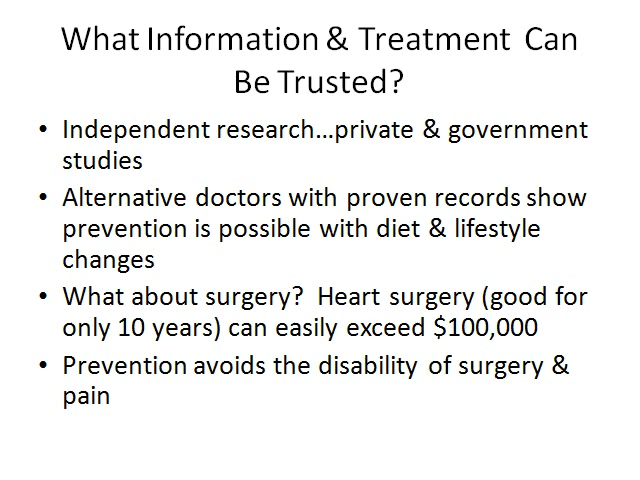 What Information & Treatment Can
Be Trusted?
• Independent research…private & government
studies
• Alternative doctors with proven records show
prevention is possible with diet & lifestyle
changes
• What about surgery? Heart surgery (good for
only 10 years) can easily exceed $100,000
• Prevention avoids the disability of surgery &
pain